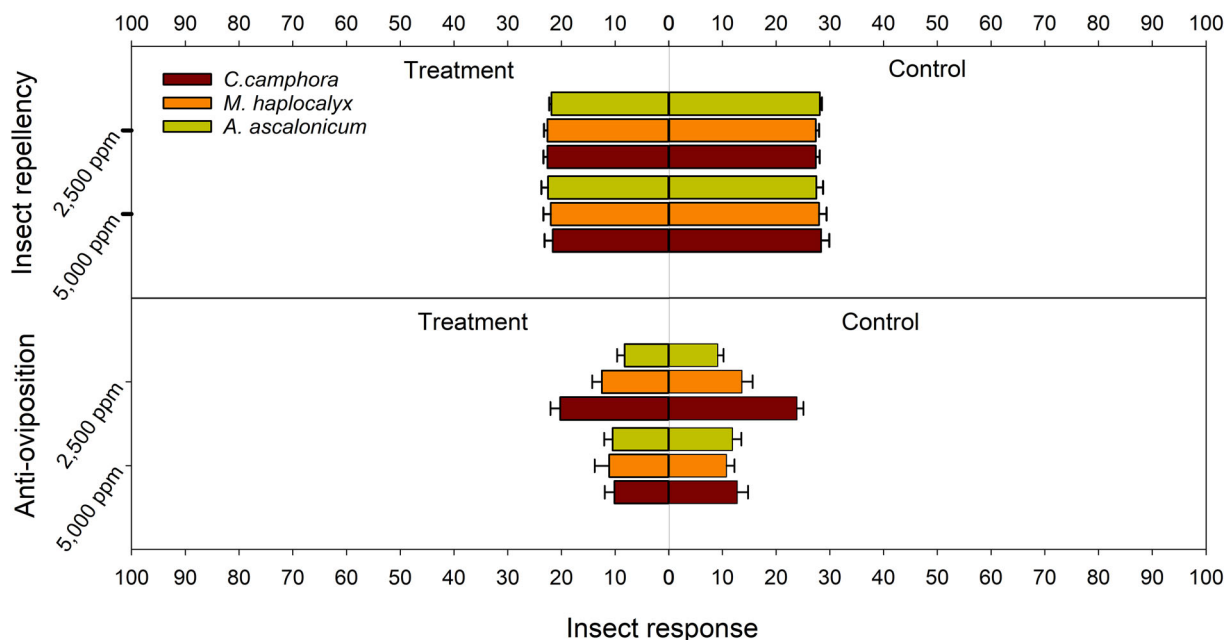 100 90 80 70 60 50 40 30 20 10 0 10 20 30 40 50 60 70 80 90 100
Insect repellency
2,500 ppm
5,000 ppm
C.camphora
M. haplocalyx
A. ascalonicum
Treatment
Control
Anti-oviposition
2,500 ppm
5,000 ppm
Treatment
Control
100 90 80 70 60 50 40 30 20 10 0 10 20 30 40 50 60 70 80 90 100
Insect response